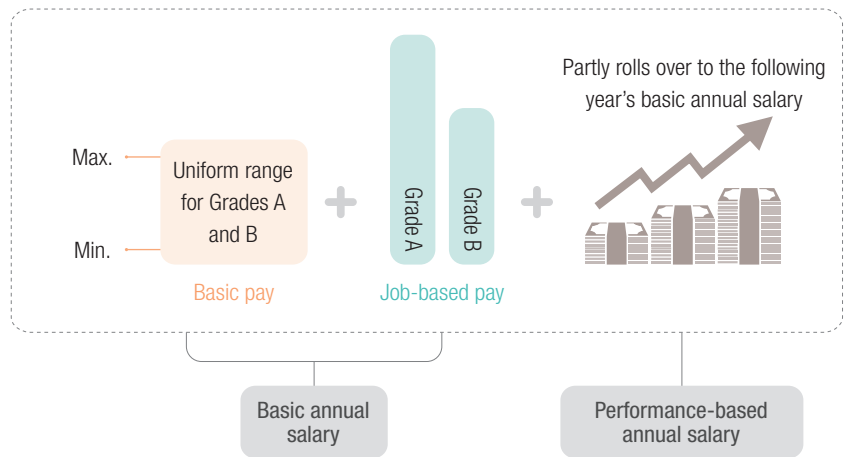 Max.
Min.
Uniform range
for Grades A
and B
Basic pay
Grade A
Grade B
Job-based pay
Partly rolls over to the following
year's basic annual salary
Basic annual
salary
Performance-based
annual salary